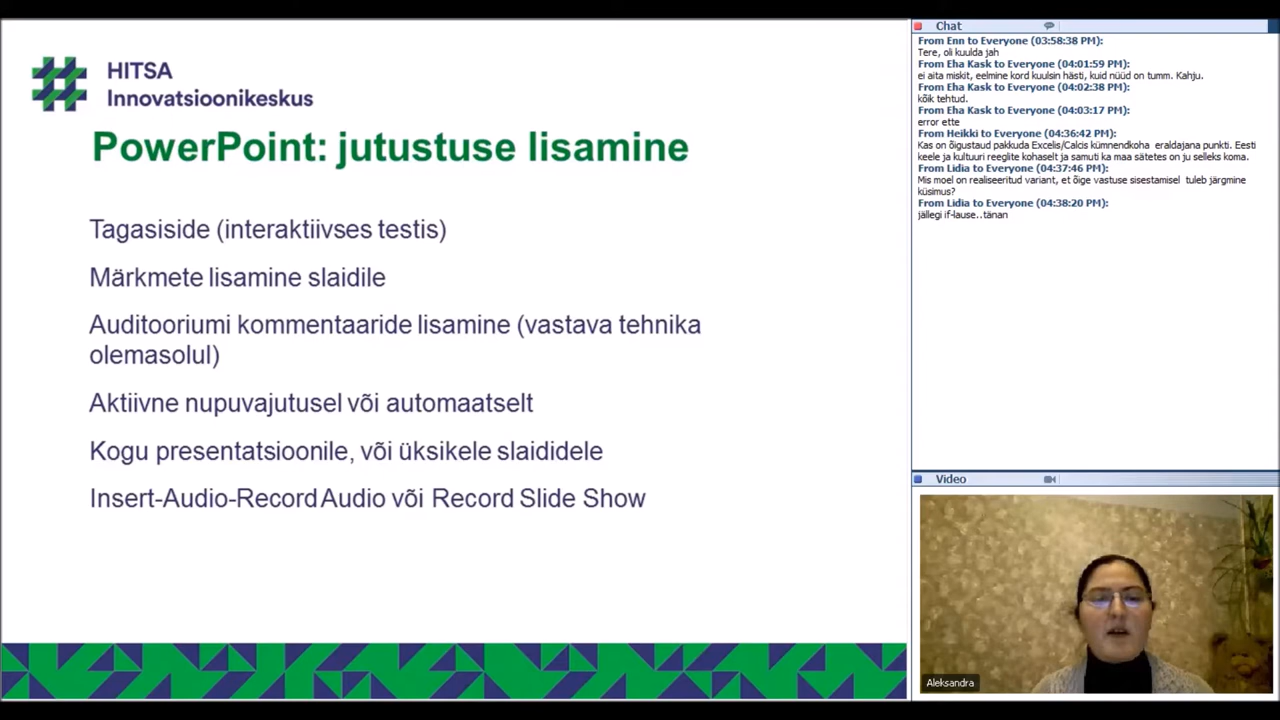 HITSA
Innovatsioonikeskus
PowerPoint: jutustuse lisamine
Tagasiside (interaktiivses testis)
Märkmete lisamine slaidile
Auditooriumi kommentaaride lisamine (vastava tehnika
olemasolul)
Aktiivne nupuvajutusel või automaatselt
Kogu presentatsioonile, või üksikele slaididele
Insert-Audio-Record Audio või Record Slide Show
Chat
From Enn to Everyone (03:58:38 PM):
Tere, oli kuulda jah
From Eha Kask to Everyone (04:01:59 PM):
ei aita miskit, eelmine kord kuulsin hästi, kuid nüüd on tumm. Kahju.
From Eha Kask to Everyone (04:02:38 PM):
kõik tehtud.
From Eha Kask to Everyone (04:03:17 PM):
error ette
From Heikki to Everyone (04:36:42 PM):
Kas on õigustaud pakkuda Excelis/Calcis kümnendkoha eraldajana punkti. Eesti
keele ja kultuuri reeglite kohaselt ja samuti ka maa sätetes on ju selleks koma.
From Lidia to Everyone (04:37:46 PM):
Mis moel on realiseeritud variant, et õige vastuse sisestamisel tuleb järgmine
küsimus?
From Lidia to Everyone (04:38:20 PM):
jällegi if-lause..tänan
Video
Aleksandra